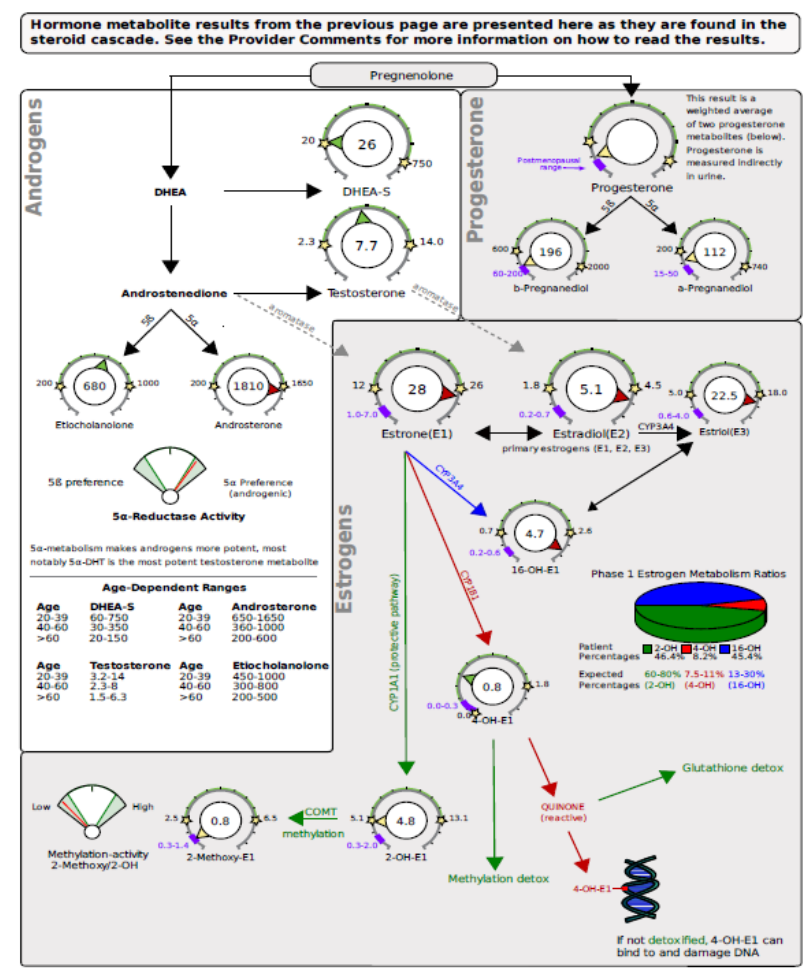 Hormone metabolite results from the previous page are presented here as they are found in the
steroid cascade. See the Provider Comments for more information on how to read the results.
Pregnenolone
Androgens
DHEA
20
26
750
DHEA-S
2.3
7.7
14.0
Testosterone
Androstenedione
aromatase
aromatase
5ß
5α
200
680
1000
Etiocholanolone
200
1810
1650
Androsterone
5ß preference
5α Preference
(androgenic)
5α-Reductase Activity
5α-metabolism makes androgens more potent, most
notably 5α-DHT is the most potent testosterone metabolite
Age-Dependent Ranges
Age DHEA-S Age Androsterone
20-39 60-750 20-39 650-1650
40-60 30-350 40-60 360-1000
>60 20-150 >60 200-600
Age Testosterone Age Etiocholanolone
20-39 3.2-14 20-39 450-1000
40-60 2.3-8 40-60 300-800
>60 1.5-6.3 >60 200-500
Progesterone
This result is a
weighted average
of two progesterone
metabolites (below).
Progesterone is
measured indirectly
in urine.
Postmenopausal
range
Progesterone
5ß
5α
600
196
2000
60-200
b-Pregnanediol
200
112
740
15-50
a-Pregnanediol
Estrogens
12
28
26
1.0-7.0
Estrone(E1)
1.8
5.1
4.5
0.2-0.7
Estradiol(E2)
CYP3A4
5.0
22.5
18.0
0.6-4.0
Estriol(E3)
primary estrogens (E1, E2, E3)
CYP3A4
0.7
4.7
2.6
0.2-0.6
16-OH-E1
CYP1B1
CYP1A1 (protective pathway)
Phase 1 Estrogen Metabolism Ratios
Patient 2-OH 4-OH 16-OH
Percentages 46.4% 8.2% 45.4%
Expected 60-80% 7.5-11% 13-30%
Percentages (2-OH) (4-OH) (16-OH)
0.8
1.8
0.0-0.3
0.0
4-OH-E1
Low
High
Methylation-activity
2-Methoxy/2-OH
2.5
0.8
6.5
0.3-1.4
2-Methoxy-E1
COMT
methylation
5.1
4.8
13.1
0.3-2.0
2-OH-E1
Methylation detox
QUINONE
(reactive)
Glutathione detox
4-OH-E1
If not detoxified, 4-OH-E1 can
bind to and damage DNA